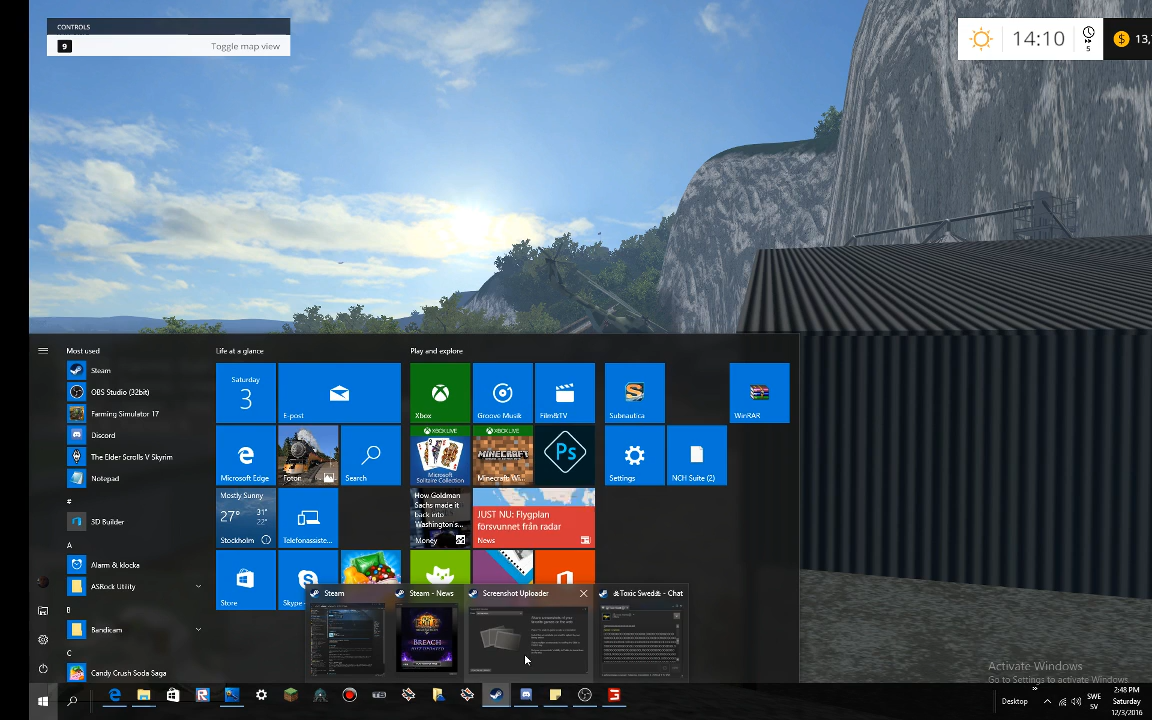 CONTROLS
9 Toggle map view
14:10
5
13,
Most used
Steam
OBS Studio (32bit)
Farming Simulator 17
Discord
The Elder Scrolls V Skyrim
Notepad
#
3D Builder
A
Alarm & klocka
ASRock Utility
B
Bandicam
C
Candy Crush Soda Saga
Life at a glance
Saturday
3
E-post
Microsoft Edge
Foton
Search
Mostly Sunny
27° 31° 22°
Stockholm
Telefonassiste...
Store
Skype
Play and explore
Xbox
Groove Musik
Film&TV
XBOX LIVE
Microsoft
Solitaire Collection
XBOX LIVE
MINECRAFT
Minecraft: Wi...
Ps
How Goldman
Sachs made it
back into
Washington's...
Money
JUST NU: Flygplan
försvunnet från radar
News
Subnautica
WinRAR
Settings
NCH Suite (2)
Steam
Steam - News
BREACH
Screenshot Uploader
Toxic Swed - Chat
Activate Windows
Go to Settings to activate Windows.
Desktop
SWE
SV
2:48 PM
Saturday
12/3/2016